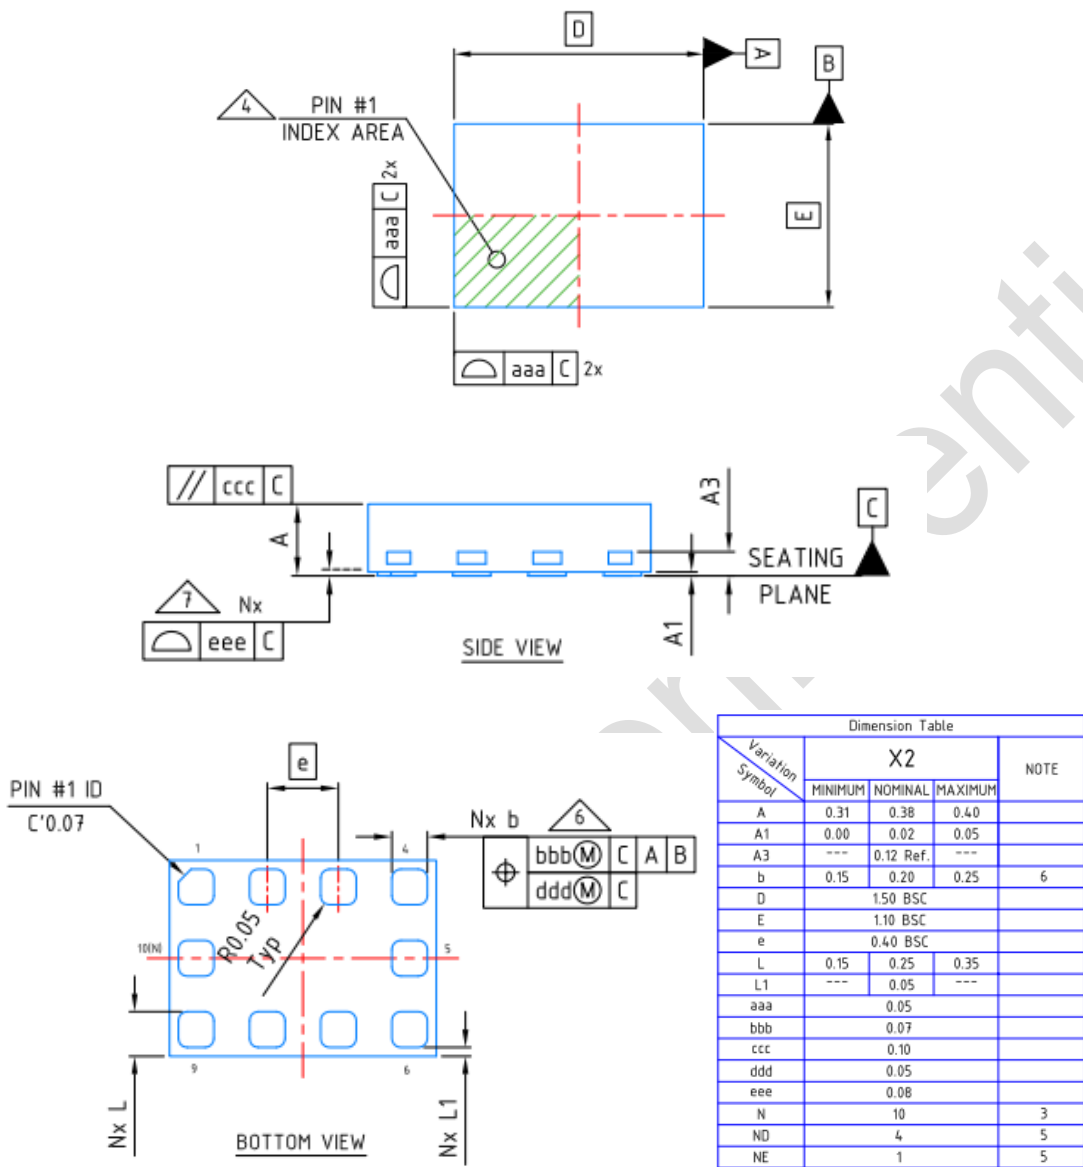 D
A
B
4
PIN #1
INDEX AREA
aaa C 2x
E
aaa C 2x
// ccc C
A
A3
C
SEATING
PLANE
7 Nx
eee C
A1
SIDE VIEW
e
PIN #1 ID
C'0.07
Nx b
6
bbb M C A B
ddd M C
1
4
R0.05
Typ
10(N)
5
9
6
Nx L
Nx L1
BOTTOM VIEW
Dimension Table
Variation
Symbol
X2
NOTE
MINIMUM NOMINAL MAXIMUM
A 0.31 0.38 0.40
A1 0.00 0.02 0.05
A3 --- 0.12 Ref. ---
b 0.15 0.20 0.25 6
D 1.50 BSC
E 1.10 BSC
e 0.40 BSC
L 0.15 0.25 0.35
L1 --- 0.05 ---
aaa 0.05
bbb 0.07
ccc 0.10
ddd 0.05
eee 0.08
N 10 3
ND 4 5
NE 1 5